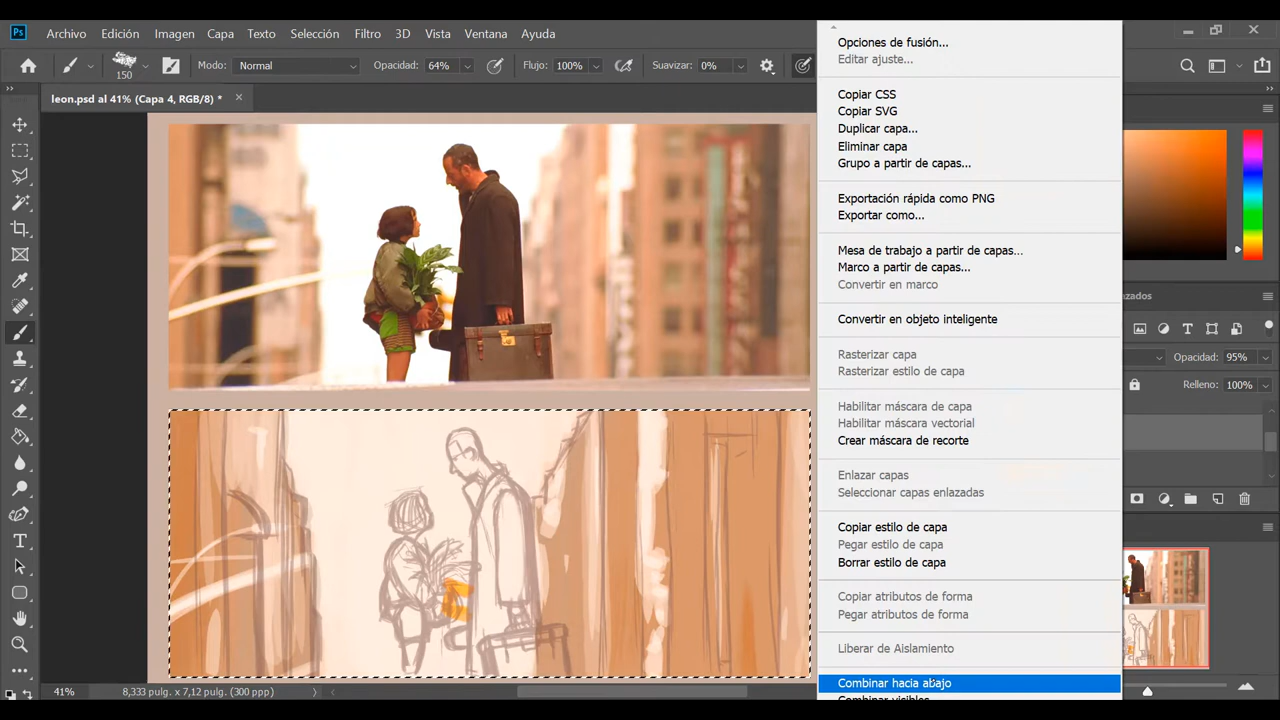 Ps
Archivo Edición Imagen Capa Texto Selección Filtro 3D Vista Ventana Ayuda
150
Modo: Normal Opacidad: 64% Flujo: 100% Suavizar: 0%
leon.psd al 41% (Capa 4, RGB/8) *
Opciones de fusión...
Editar ajuste...
Copiar CSS
Copiar SVG
Duplicar capa...
Eliminar capa
Grupo a partir de capas...
Exportación rápida como PNG
Exportar como...
Mesa de trabajo a partir de capas...
Marco a partir de capas...
Convertir en marco
Convertir en objeto inteligente
Rasterizar capa
Rasterizar estilo de capa
Habilitar máscara de capa
Habilitar máscara vectorial
Crear máscara de recorte
Enlazar capas
Seleccionar capas enlazadas
Copiar estilo de capa
Pegar estilo de capa
Borrar estilo de capa
Copiar atributos de forma
Pegar atributos de forma
Liberar de Aislamiento
Combinar hacia abajo
Combinar visibles
Opacidad: 95%
Relleno: 100%
41% 8,333 pulg. x 7,12 pulg. (300 ppp)